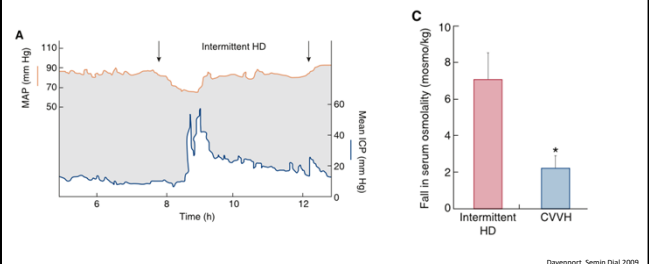 A
Intermittent HD
MAP (mm Hg)
110
90
70
50
60
40
20
0
Mean ICP (mm Hg)
6 8 10 12
Time (h)
C
Fall in serum osmolality (mosmo/kg)
10
8
6
4
2
0
*
Intermittent CVVH
HD
Davenport Semin Dial 2009